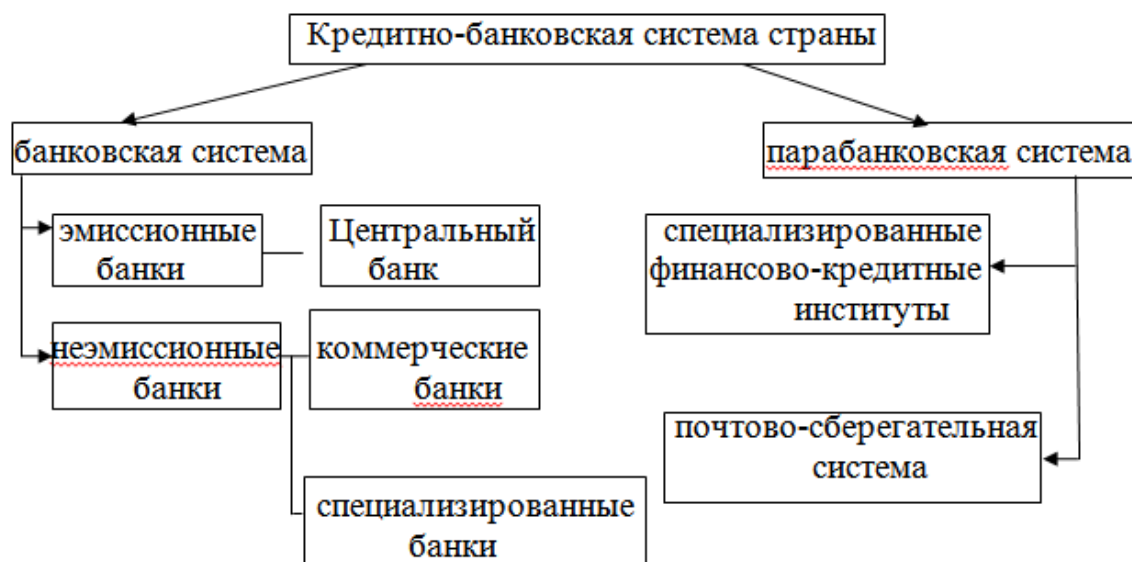 Кредитно-банковская система страны
банковская система
парабанковская система
эмиссионные
банки
Центральный
банк
специализированные
финансово-кредитные
институты
неэмиссионные
банки
коммерческие
банки
почтово-сберегательная
система
специализированные
банки